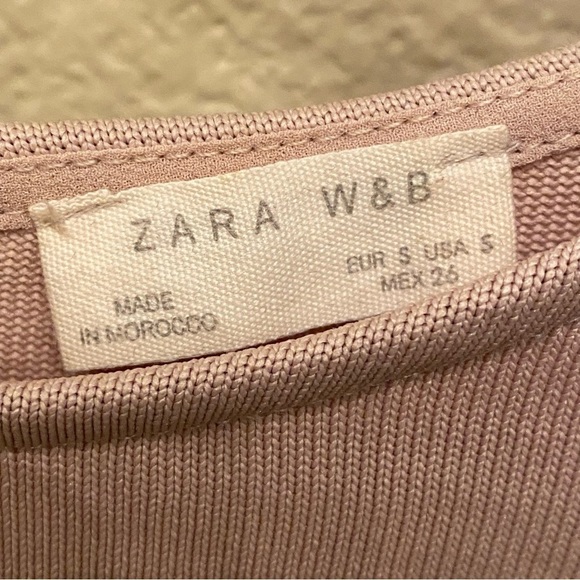 ZARA W&B
EUR S USA S
MEX 26
MADE
IN MOROCCO